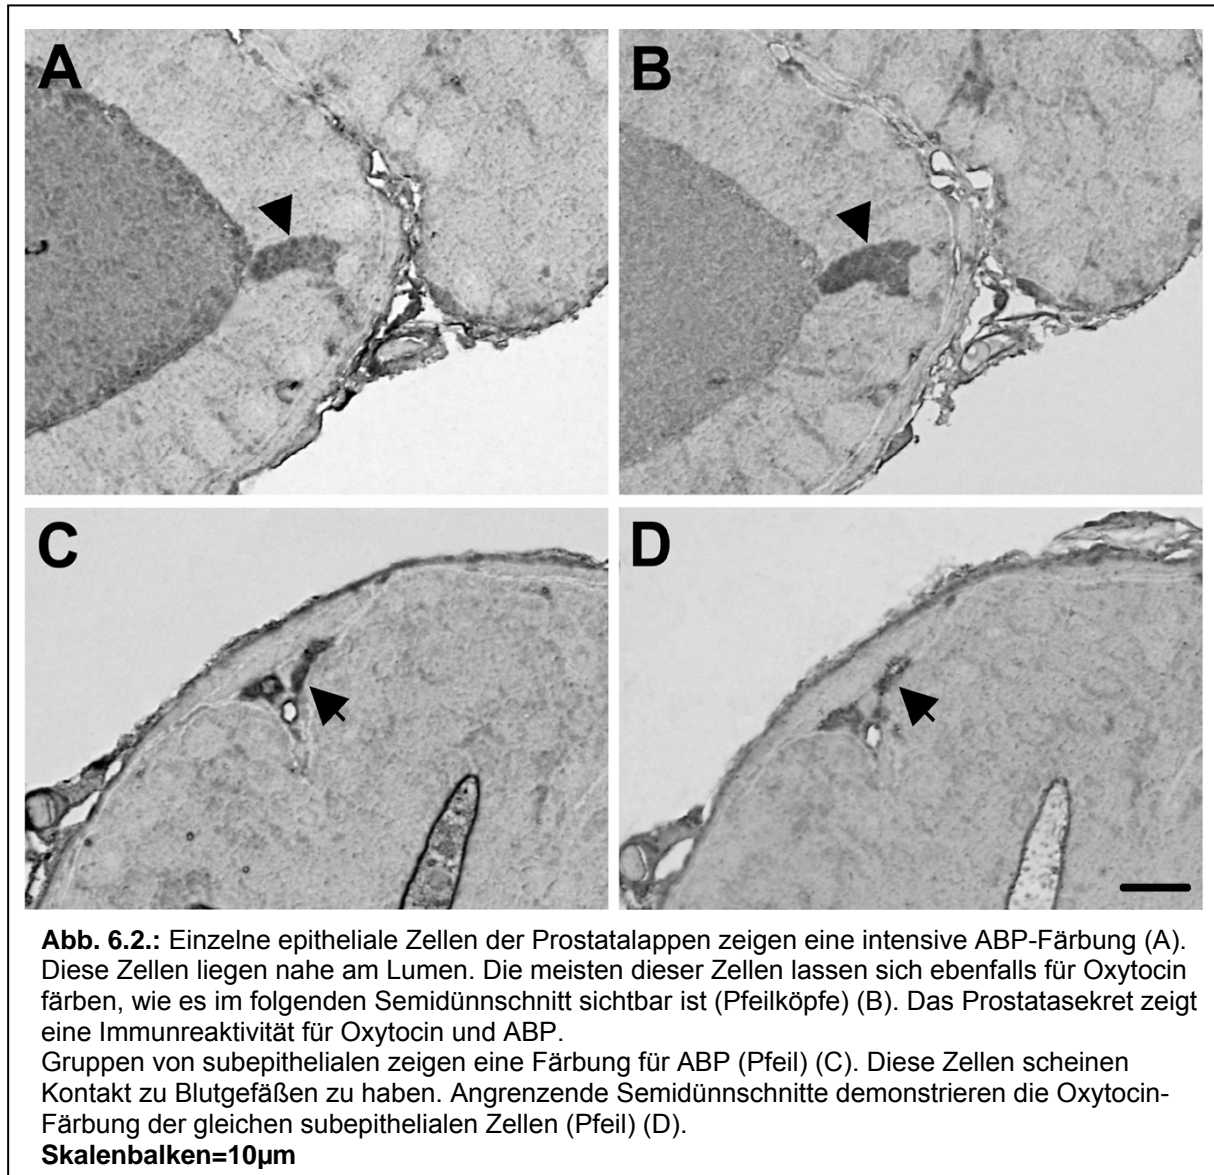 A
B
C
D
Abb. 6.2.: Einzelne epitheliale Zellen der Prostatalappen zeigen eine intensive ABP-Färbung (A).
Diese Zellen liegen nahe am Lumen. Die meisten dieser Zellen lassen sich ebenfalls für Oxytocin
färben, wie es im folgenden Semidünnschnitt sichtbar ist (Pfeilköpfe) (B). Das Prostatasekret zeigt
eine Immunreaktivität für Oxytocin und ABP.
Gruppen von subepithelialen zeigen eine Färbung für ABP (Pfeil) (C). Diese Zellen scheinen
Kontakt zu Blutgefäßen zu haben. Angrenzende Semidünnschnitte demonstrieren die Oxytocin-
Färbung der gleichen subepithelialen Zellen (Pfeil) (D).
Skalenbalken=10µm